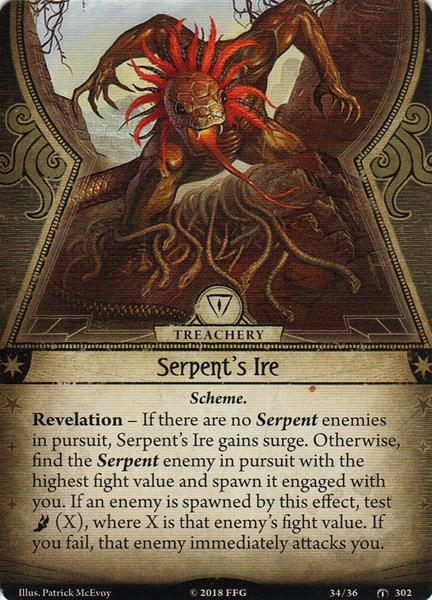 TREACHERY
Serpent's Ire
Scheme.
Revelation – If there are no Serpent enemies
in pursuit, Serpent's Ire gains surge. Otherwise,
find the Serpent enemy in pursuit with the
highest fight value and spawn it engaged with
you. If an enemy is spawned by this effect, test
(X), where X is that enemy's fight value. If
you fail, that enemy immediately attacks you.
Illus. Patrick McEvoy © 2018 FFG 34/36 302